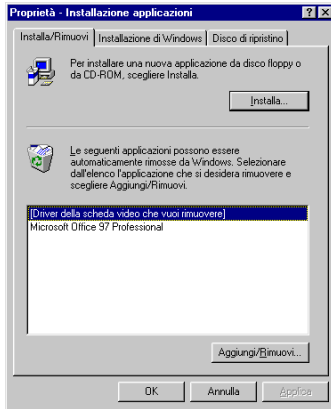 Proprietà - Installazione applicazioni
Installa/Rimuovi
Installazione di Windows
Disco di ripristino
Per installare una nuova applicazione da disco floppy o
da CD-ROM, scegliere Installa.
Installa...
Le seguenti applicazioni possono essere
automaticamente rimosse da Windows. Selezionare
dall'elenco l'applicazione che si desidera rimuovere e
scegliere Aggiungi/Rimuovi.
[Driver della scheda video che vuoi rimuovere]
Microsoft Office 97 Professional
Aggiungi/Rimuovi...
OK
Annulla
Applica